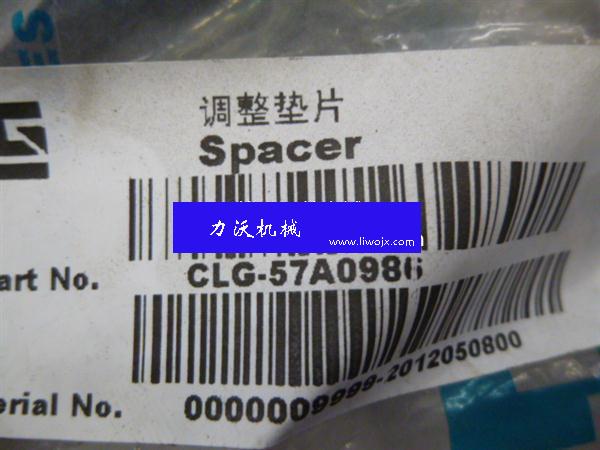 调整垫片
Spacer
力沃机械
www.liwojx.com
art No. CLG-57A0986
erial No. 0000009999-2012050800